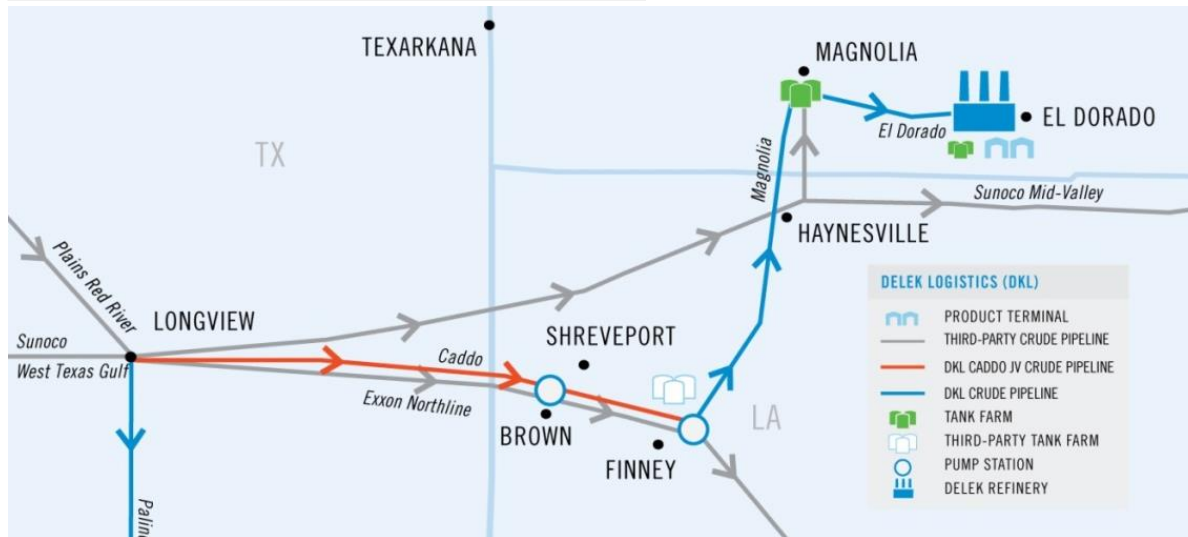 TEXARKANA
MAGNOLIA
El Dorado
EL DORADO
TX
Magnolia
Sunoco Mid-Valley
HAYNESVILLE
Plains Red River
LONGVIEW
Sunoco
West Texas Gulf
Caddo
SHREVEPORT
Exxon Northline
BROWN
FINNEY
LA
DELEK LOGISTICS (DKL)
PRODUCT TERMINAL
THIRD-PARTY CRUDE PIPELINE
DKL CADDO JV CRUDE PIPELINE
DKL CRUDE PIPELINE
TANK FARM
THIRD-PARTY TANK FARM
PUMP STATION
DELEK REFINERY